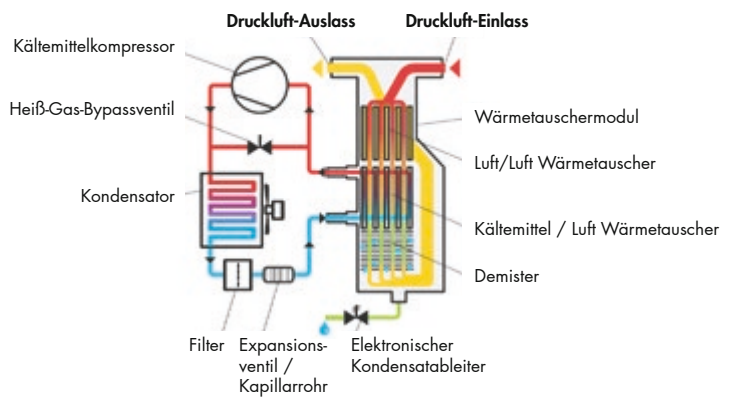 Druckluft-Auslass
Druckluft-Einlass
Kältemittelkompressor
Heiß-Gas-Bypassventil
Wärmetauschermodul
Luft/Luft Wärmetauscher
Kondensator
Kältemittel / Luft Wärmetauscher
Demister
Filter
Expansions-
ventil /
Kapillarrohr
Elektronischer
Kondensatableiter